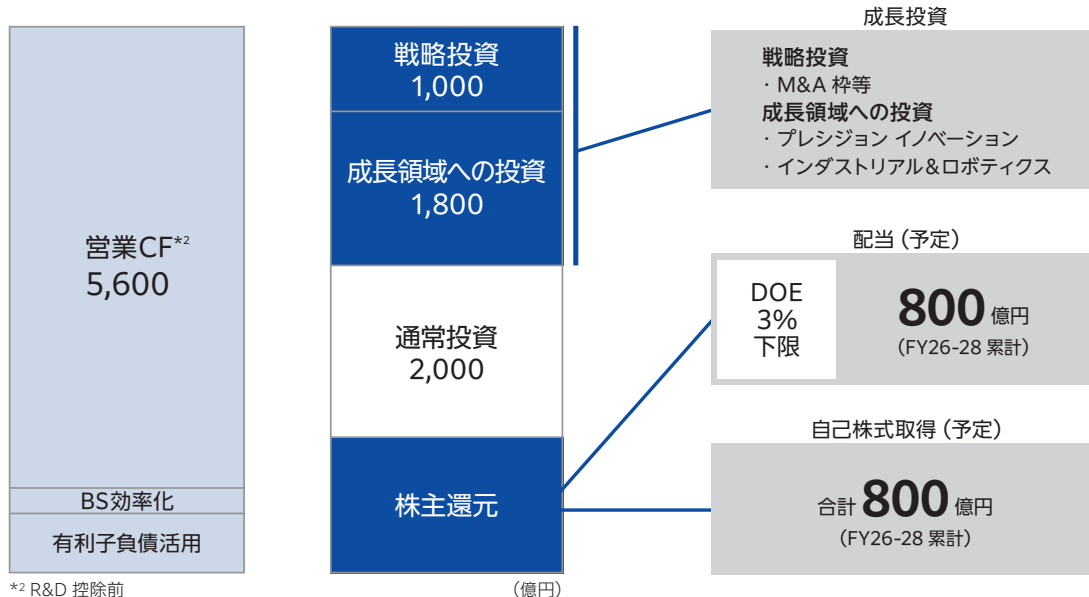 営業CF*2
5,600
BS効率化
有利子負債活用
*2 R&D 控除前
戦略投資
1,000
成長領域への投資
1,800
通常投資
2,000
株主還元
(億円)
成長投資
戦略投資
・M&A 枠等
成長領域への投資
・プレシジョン イノベーション
・インダストリアル&ロボティクス
配当 (予定)
DOE
3%
下限
800 億円
(FY26-28 累計)
自己株式取得 (予定)
合計 800 億円
(FY26-28 累計)